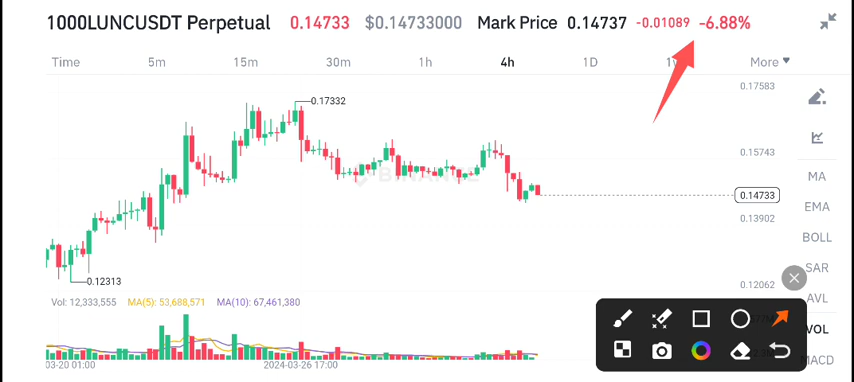 1000LUNCUSDT Perpetual 0.14733 $0.14733000 Mark Price 0.14737 -0.01089 -6.88%
Time 5m 15m 30m 1h 4h 1D More
0.17583
0.17332
0.15743
BINANCE
MA
0.14733
EMA
0.13902
BOLL
SAR
0.12313
0.12062
AVL
Vol: 12,333,555 MA(5): 53,688,571 MA(10): 67,461,380
VOL
MACD
03-20 01:00 2024-03-26 17:00